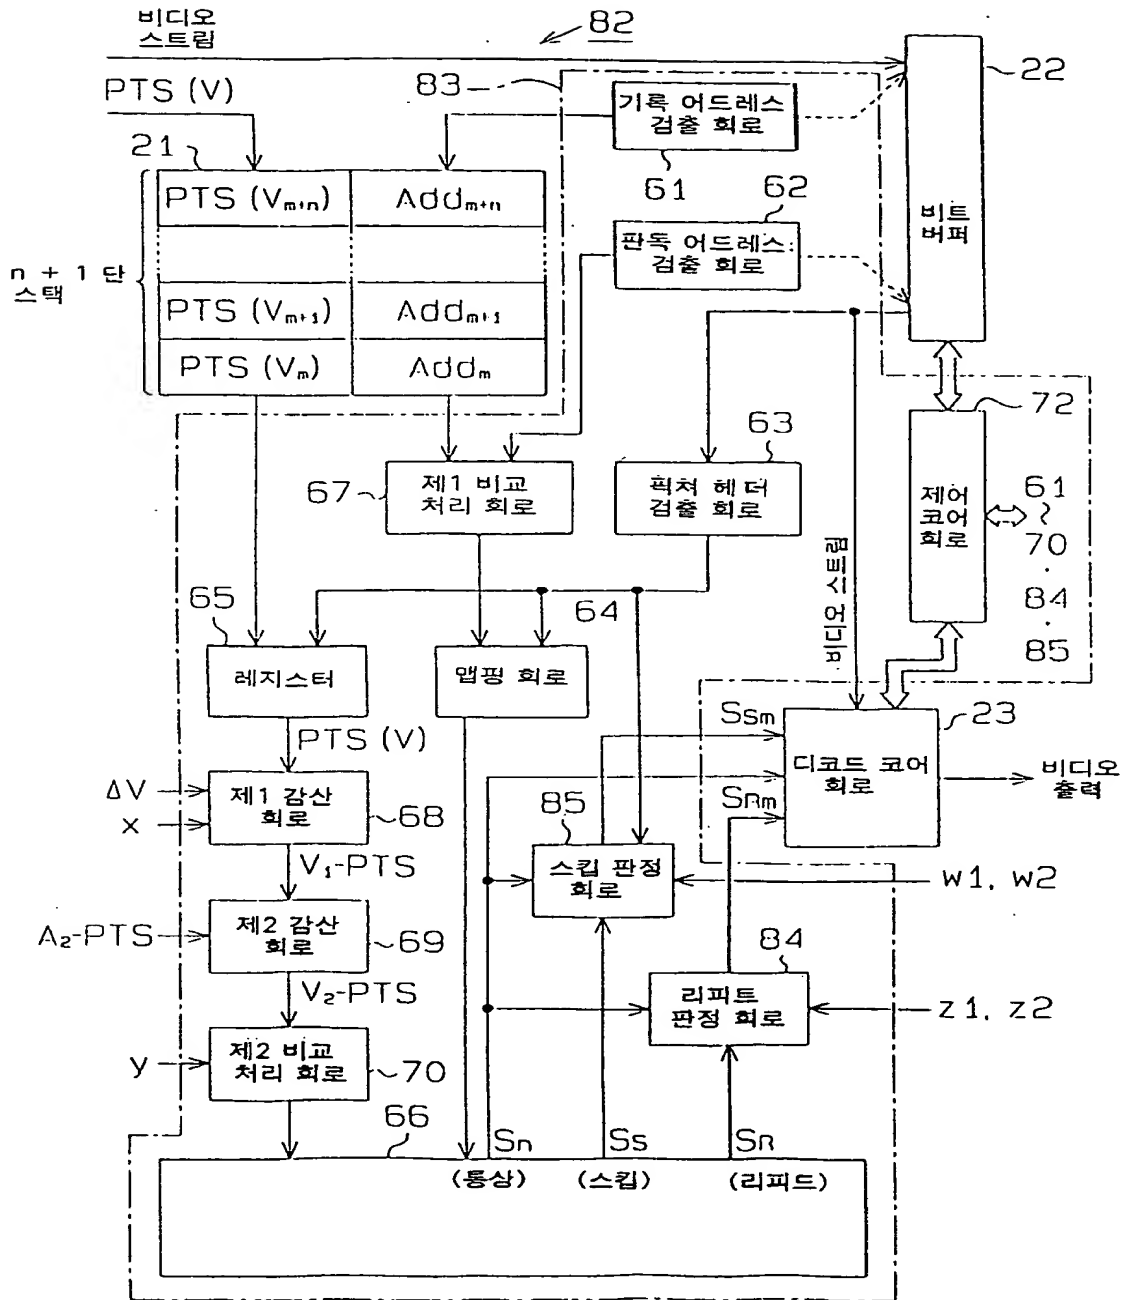 비디오
스트림
82
PTS (V)
83
22
기록 어드레스
검출 회로
61
21
PTS (Vm+n)
Addm+n
62
판독 어드레스
검출 회로
비트
버퍼
n + 1 단
스택
PTS (Vm+1)
Addm+1
PTS (Vm)
Addm
72
63
67
제1 비교
처리 회로
픽쳐 헤더
검출 회로
제어
코어
회로
61
~
70
·
84
·
85
비디오 스트림
65
64
레지스터
맵핑 회로
PTS (V)
SSm
23
디코드 코어
회로
비디오
출력
ΔV
x
제1 감산
회로
68
SRm
85
스킵 판정
회로
W1, W2
V1-PTS
A2-PTS
제2 감산
회로
69
84
V2-PTS
리피트
판정 회로
Z1, Z2
y
제2 비교
처리 회로
70
66
Sn
SS
SR
(통상)
(스킵)
(리피드)